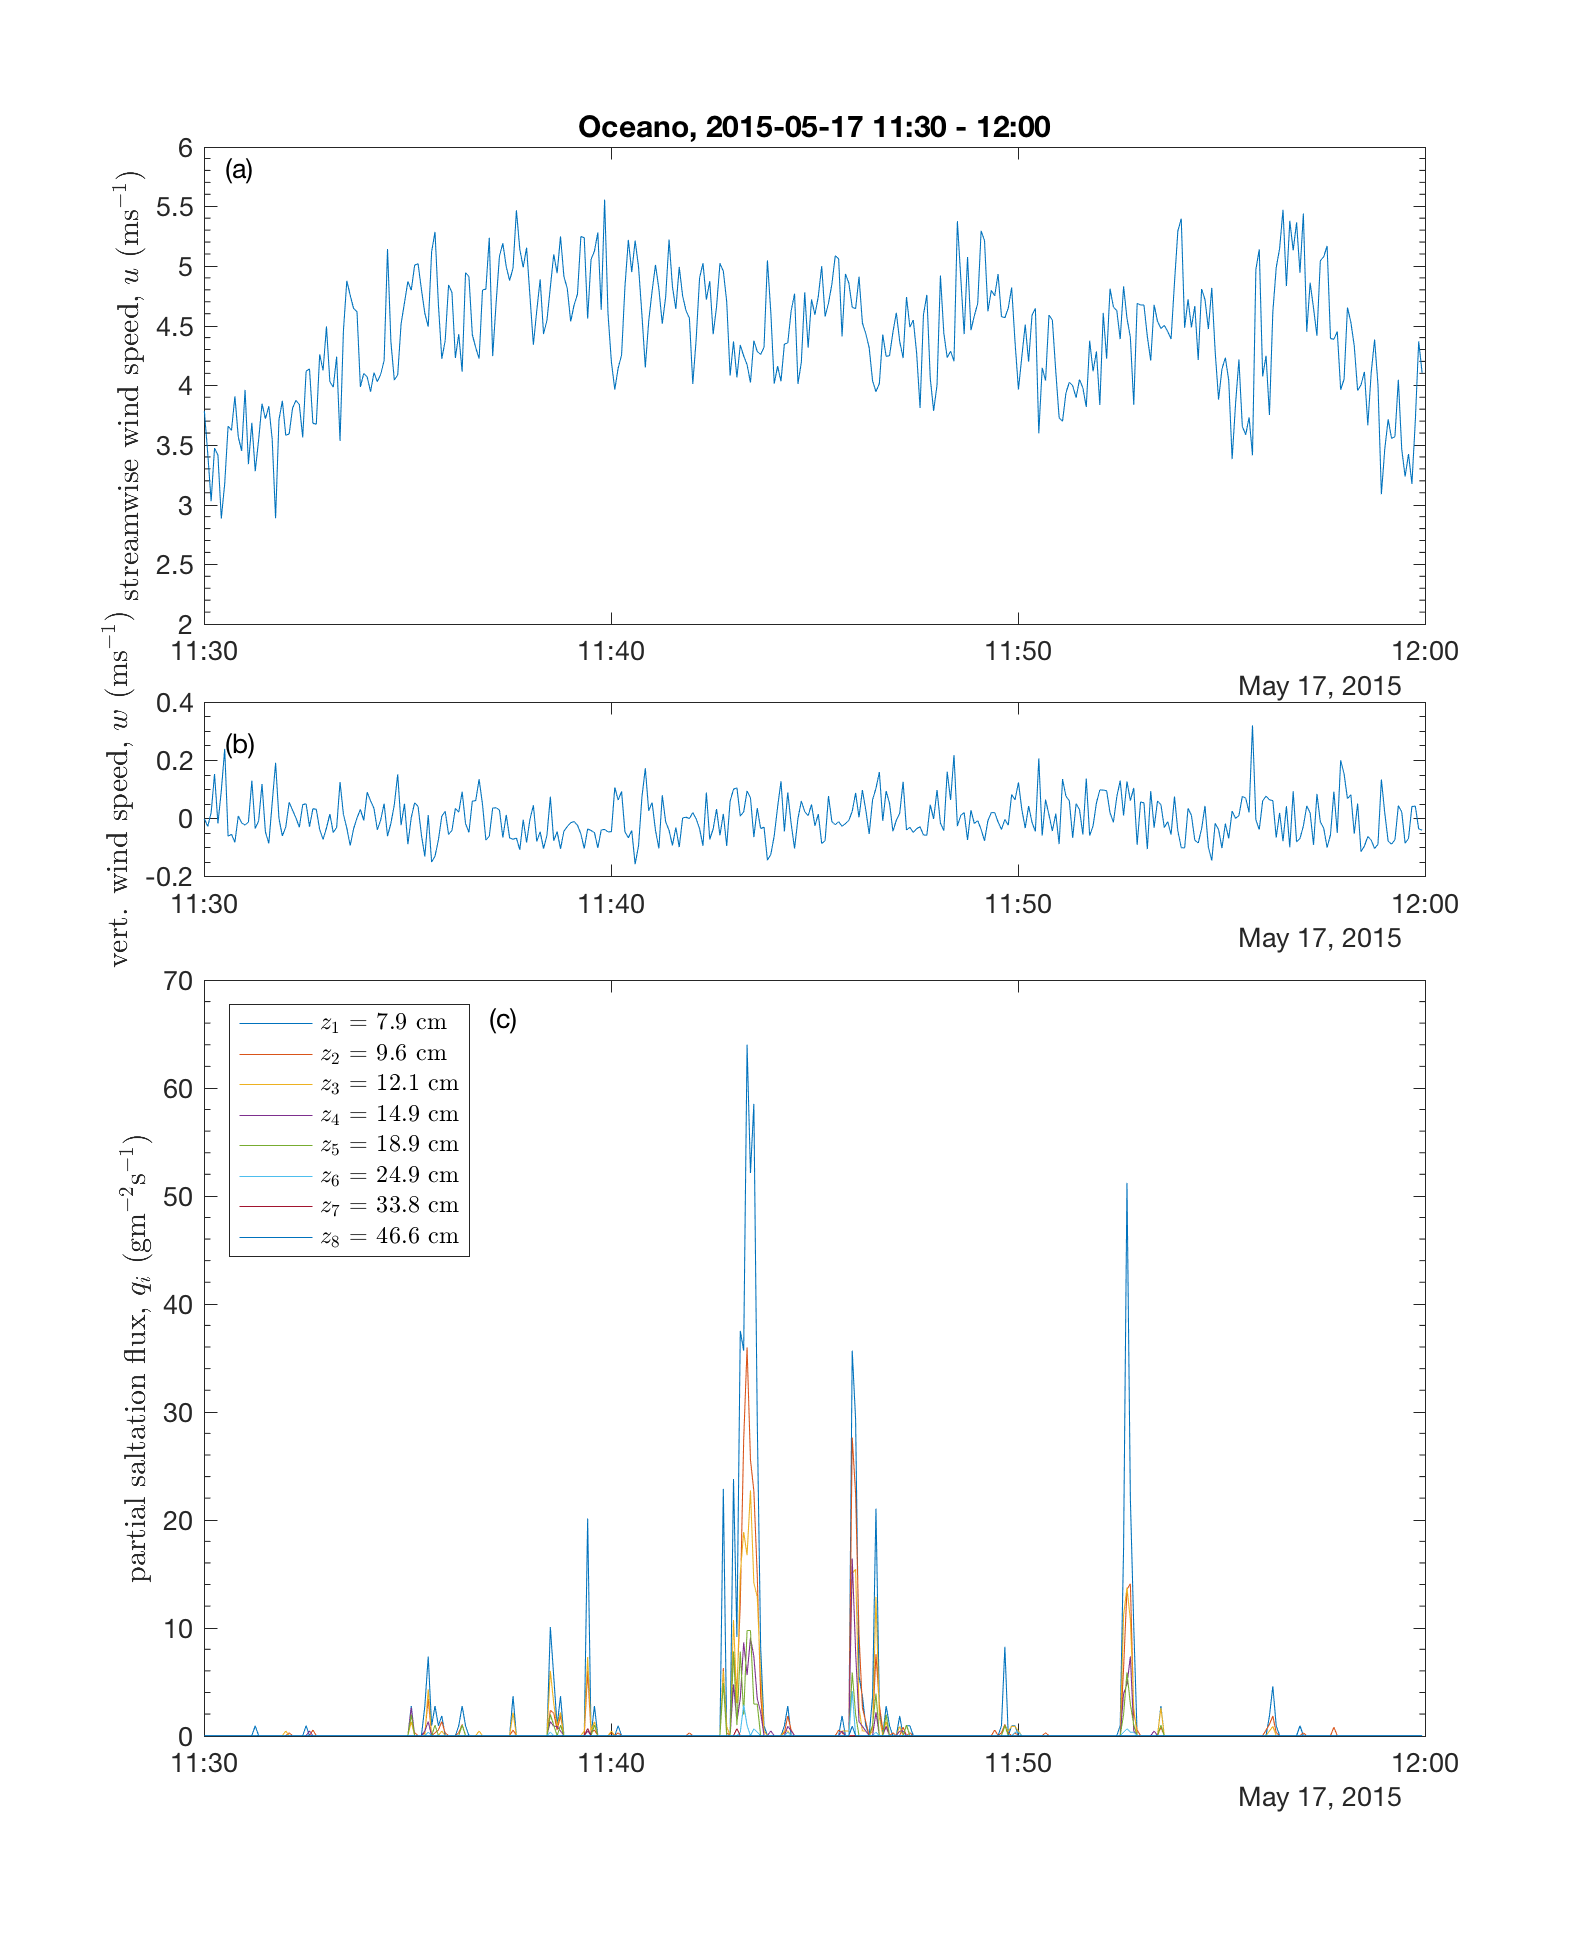 Oceano, 2015-05-17 11:30 - 12:00
(a)
streamwise wind speed, u (ms⁻¹)
6
5.5
5
4.5
4
3.5
3
2.5
2
11:30 11:40 11:50 12:00
May 17, 2015
(b)
vert. wind speed, w (ms⁻¹)
0.4
0.2
0
-0.2
11:30 11:40 11:50 12:00
May 17, 2015
(c)
partial saltation flux, qᵢ (gm⁻²s⁻¹)
70
60
50
40
30
20
10
0
z₁ = 7.9 cm
z₂ = 9.6 cm
z₃ = 12.1 cm
z₄ = 14.9 cm
z₅ = 18.9 cm
z₆ = 24.9 cm
z₇ = 33.8 cm
z₈ = 46.6 cm
11:30 11:40 11:50 12:00
May 17, 2015